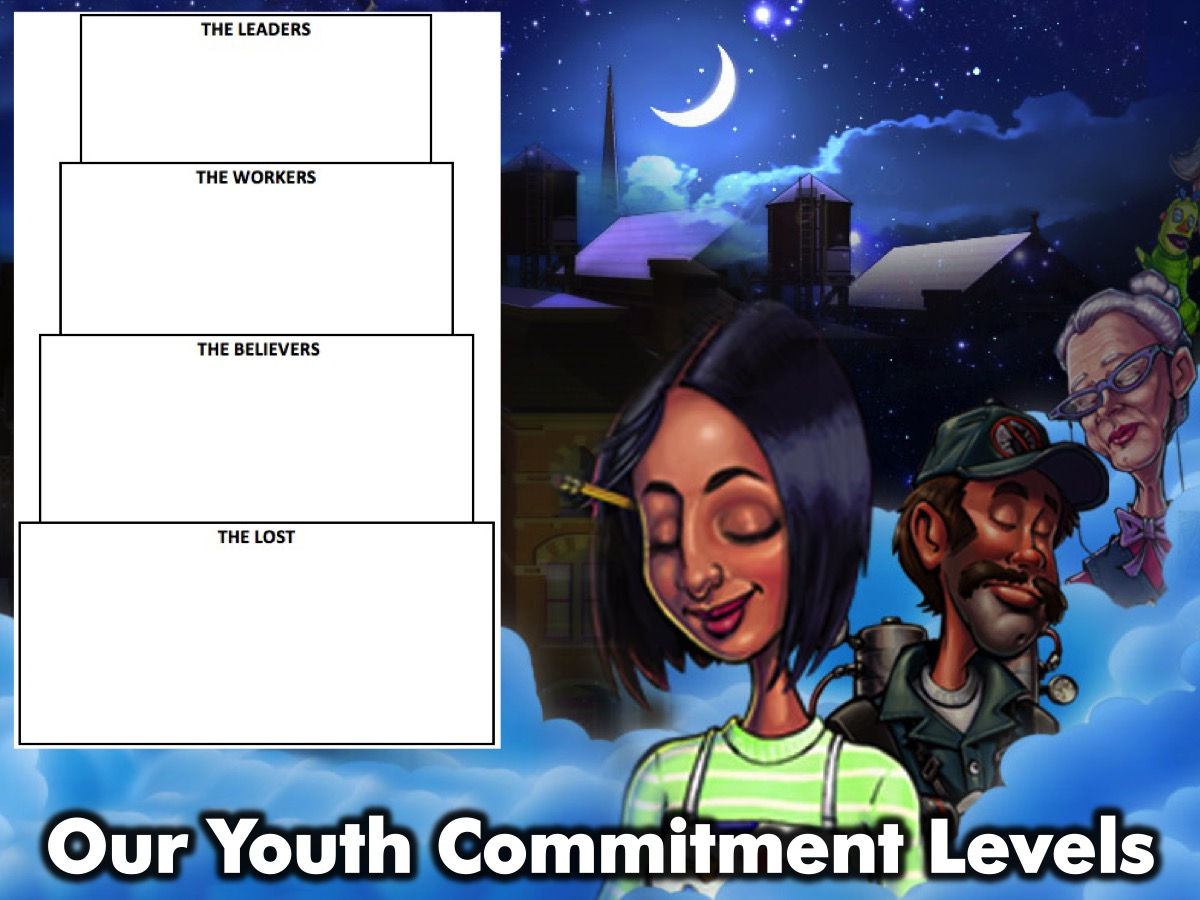 THE LEADERS
THE WORKERS
THE BELIEVERS
THE LOST
Our Youth Commitment Levels